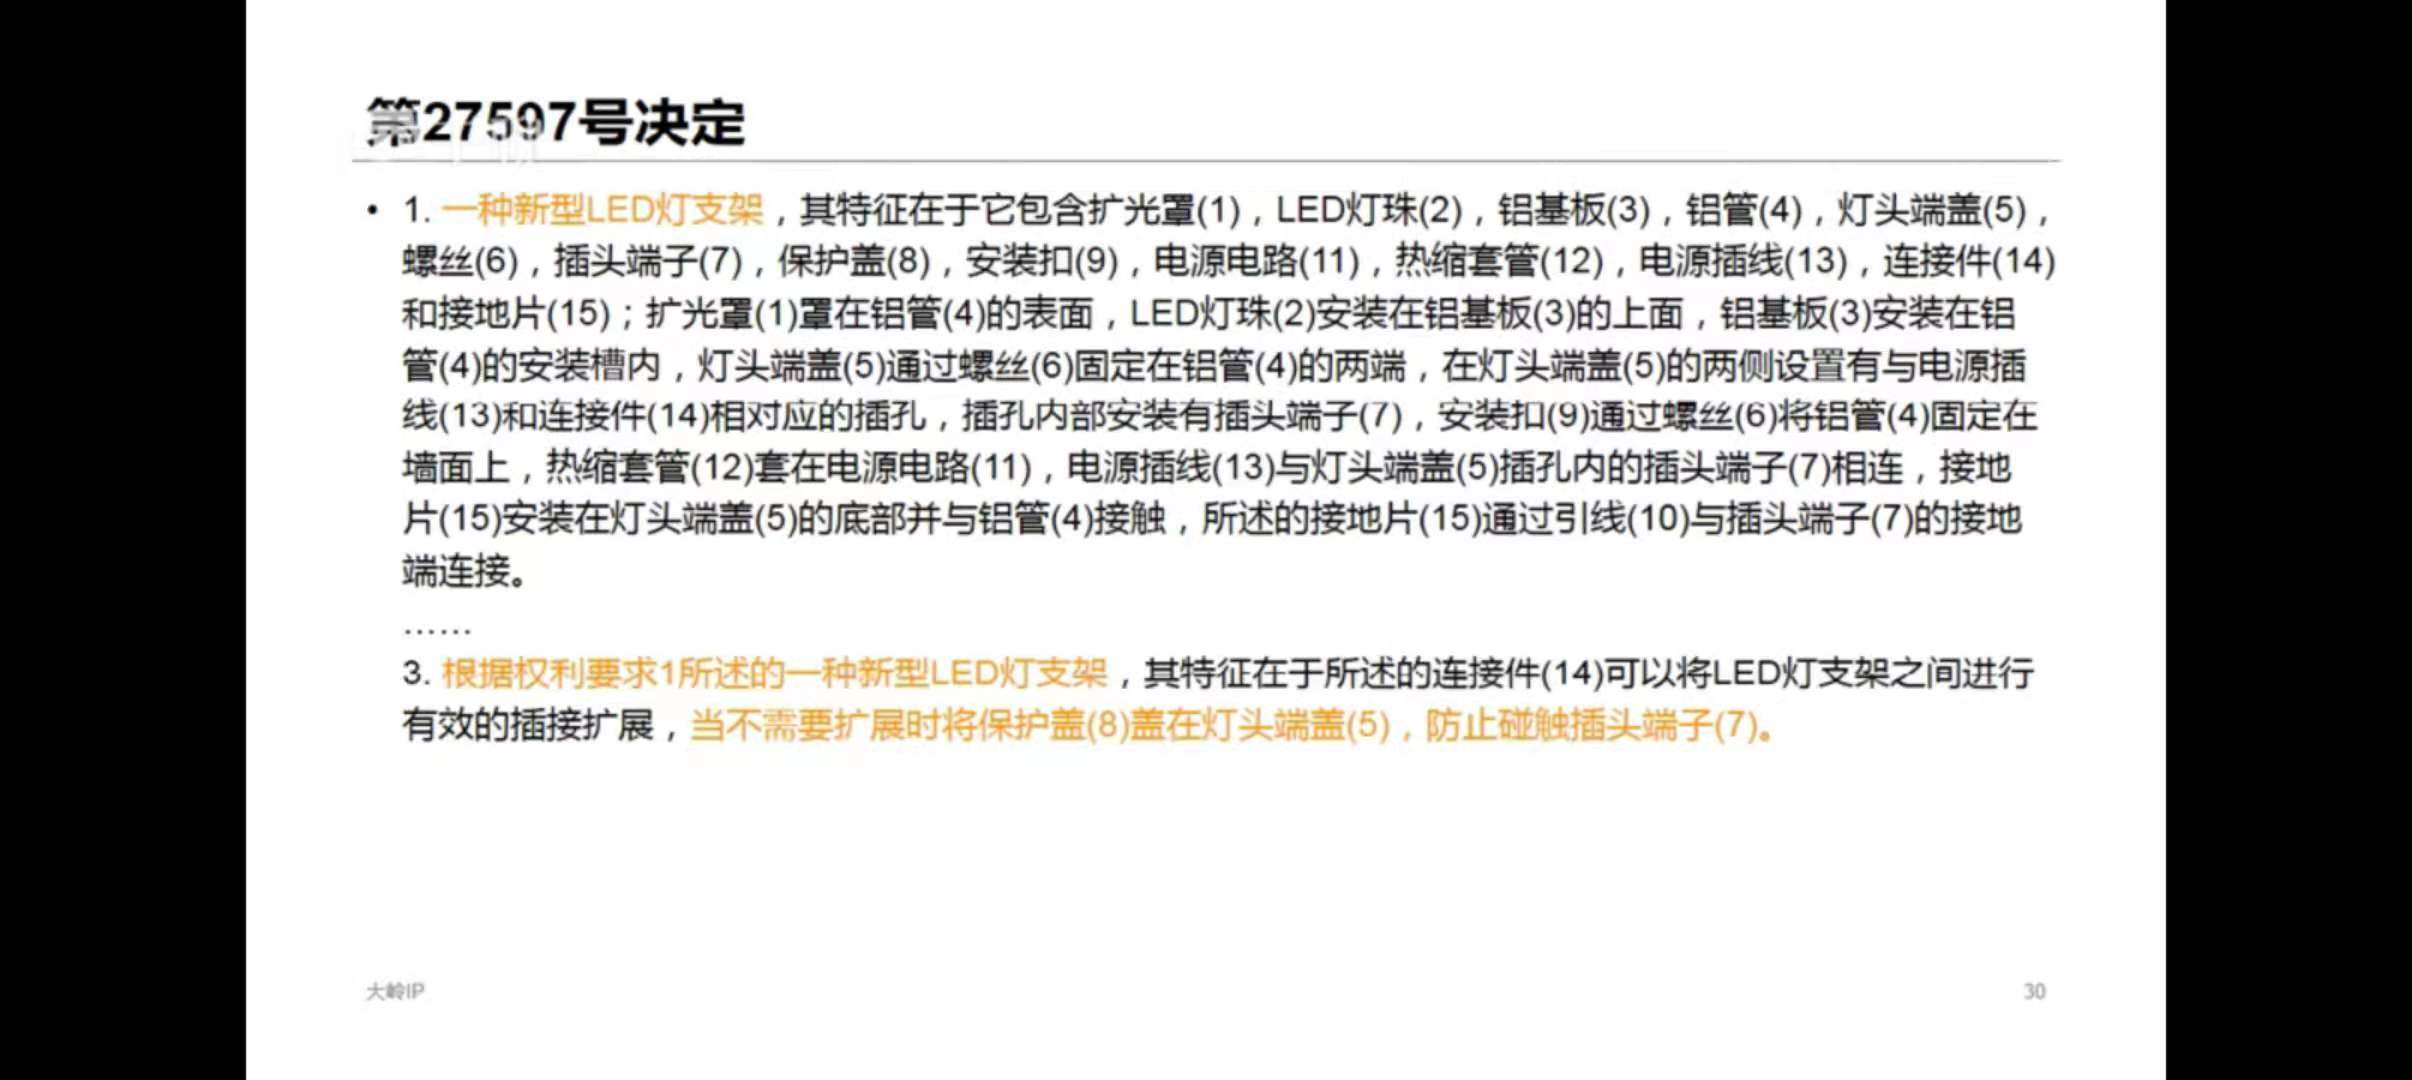 第27597号决定
• 1. 一种新型LED灯支架，其特征在于它包含扩光罩(1)，LED灯珠(2)，铝基板(3)，铝管(4)，灯头端盖(5)，
螺丝(6)，插头端子(7)，保护盖(8)，安装扣(9)，电源电路(11)，热缩套管(12)，电源插线(13)，连接件(14)
和接地片(15)；扩光罩(1)罩在铝管(4)的表面，LED灯珠(2)安装在铝基板(3)的上面，铝基板(3)安装在铝
管(4)的安装槽内，灯头端盖(5)通过螺丝(6)固定在铝管(4)的两端，在灯头端盖(5)的两侧设置有与电源插
线(13)和连接件(14)相对应的插孔，插孔内部安装有插头端子(7)，安装扣(9)通过螺丝(6)将铝管(4)固定在
墙面上，热缩套管(12)套在电源电路(11)，电源插线(13)与灯头端盖(5)插孔内的插头端子(7)相连，接地
片(15)安装在灯头端盖(5)的底部并与铝管(4)接触，所述的接地片(15)通过引线(10)与插头端子(7)的接地
端连接。
……
3. 根据权利要求1所述的一种新型LED灯支架，其特征在于所述的连接件(14)可以将LED灯支架之间进行
有效的插接扩展，当不需要扩展时将保护盖(8)盖在灯头端盖(5)，防止碰触插头端子(7)。
大岭IP
30